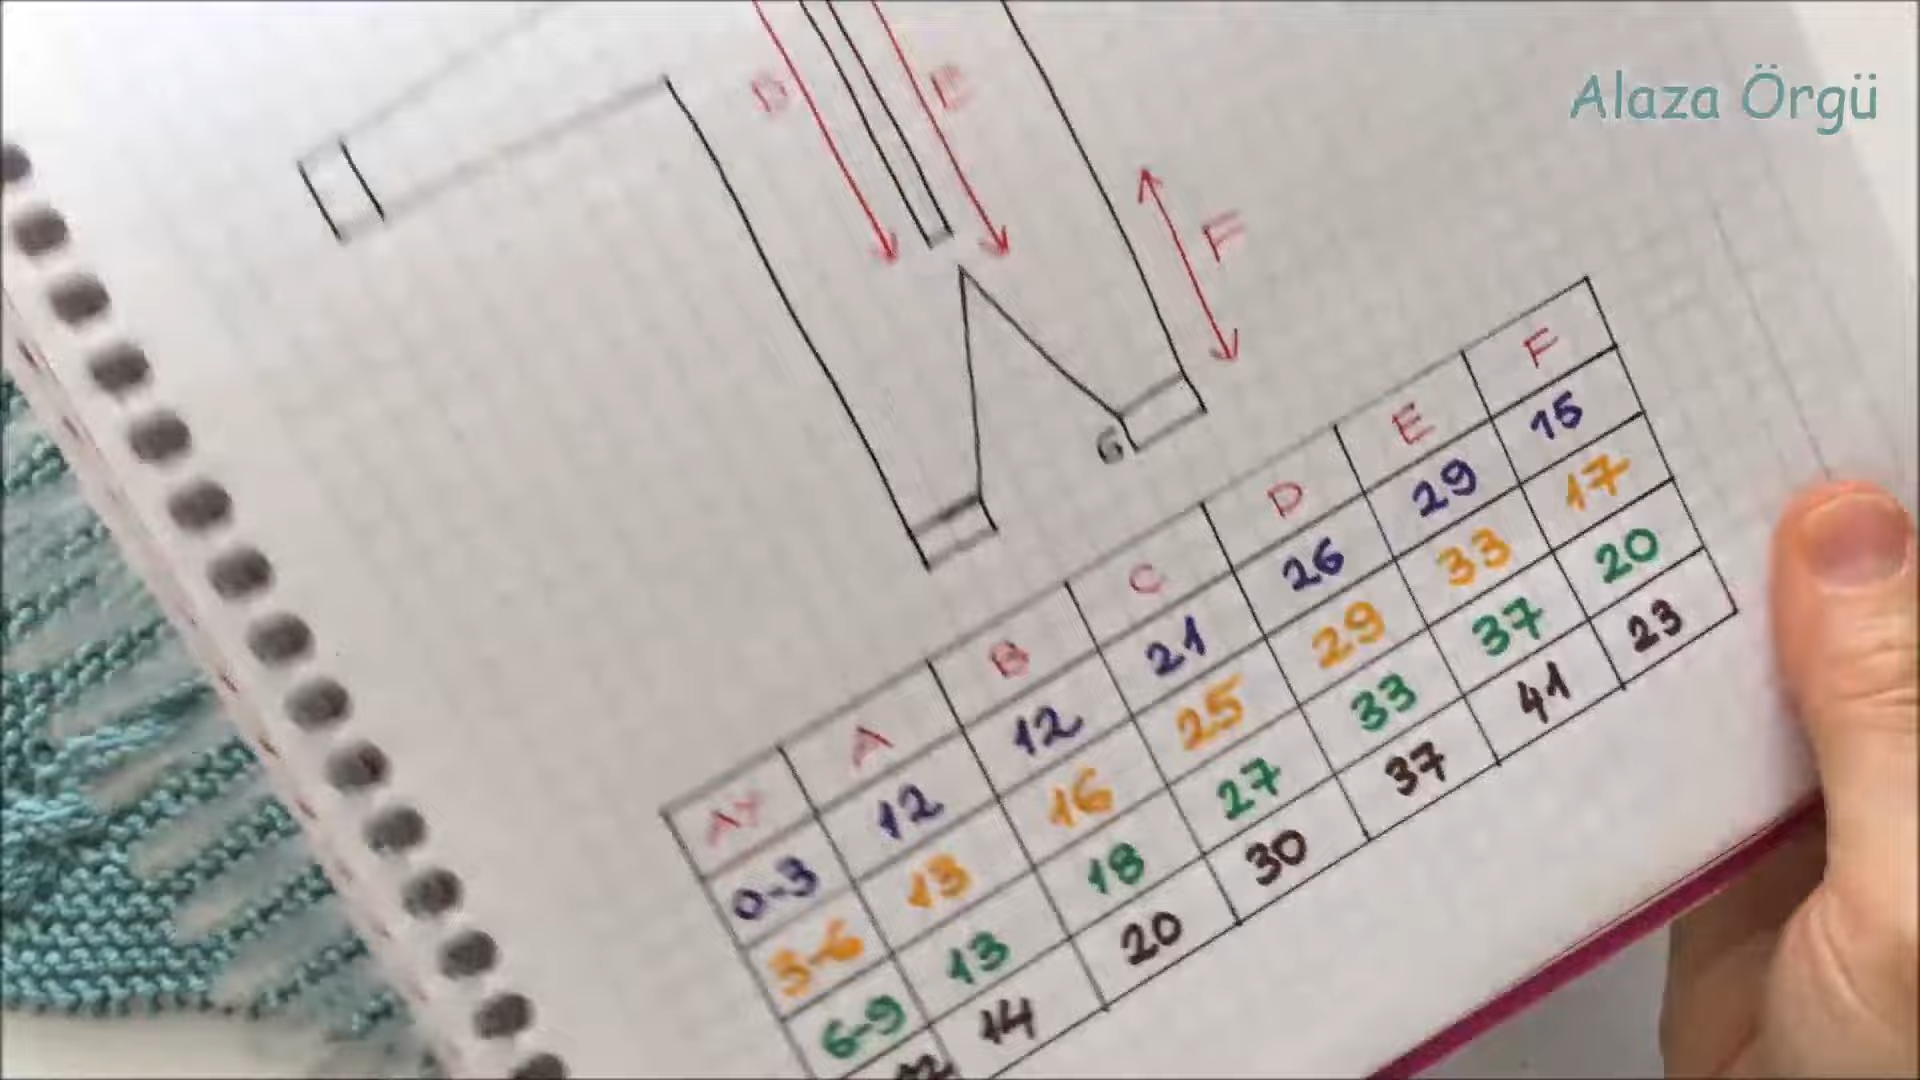 Alaza Örgü
D E
F
G
AY A B C D E F
0-3 12 12 21 26 29 15
3-6 13 16 25 29 33 17
6-9 13 18 27 33 37 20
14 20 30 37 41 23